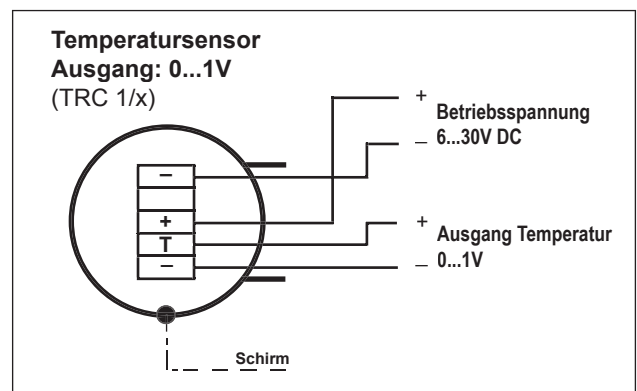 Temperatursensor
Ausgang: 0...1V
(TRC 1/x)
+
Betriebsspannung
– 6...30V DC
–
+
T
–
+
Ausgang Temperatur
– 0...1V
Schirm